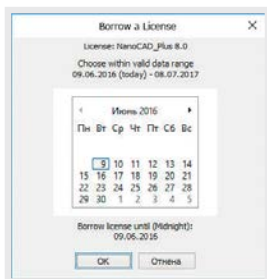 Borrow a License
License: NanoCAD_Plus 8.0
Choose within valid data range
09.06.2016 (today) - 08.07.2017
Июнь 2016
Пн Вт Ср Чт Пт Сб Вс
9 10 11 12 13 14
15 16 17 18 19 20 21
22 23 24 25 26 27 28
29 30 1 2 3 4 5
Borrow license until (Midnight):
09.06.2016
OK Отмена